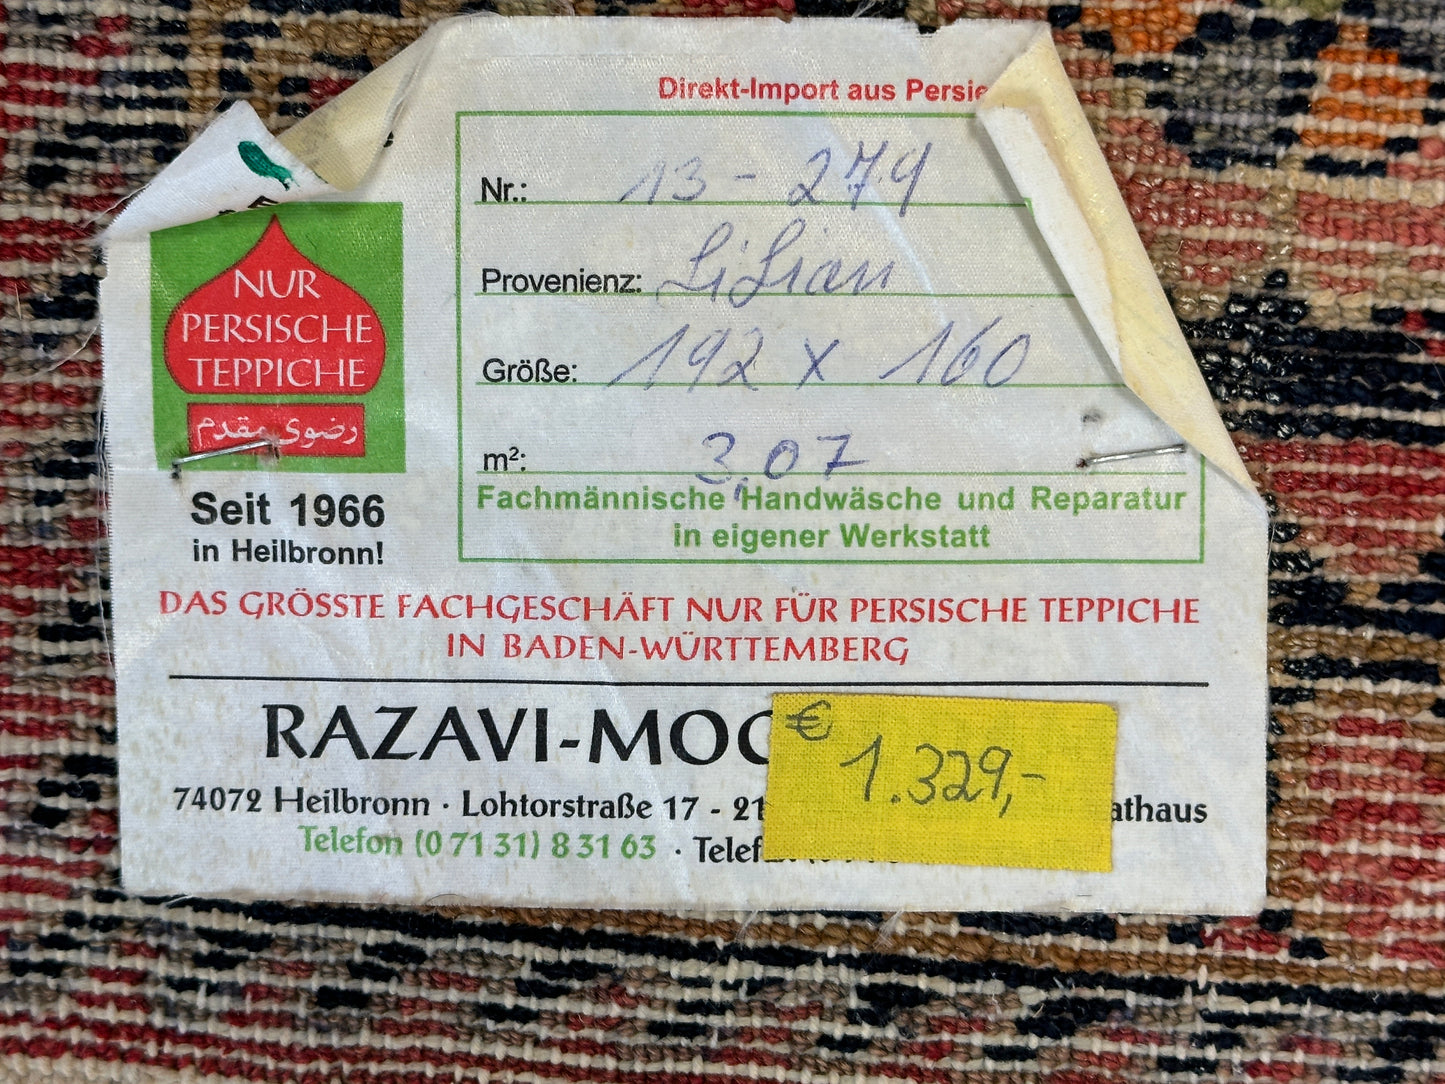 Direkt-Import aus Persie
Nr.: 13-279
Provenienz: LiLian
Größe: 192 x 160
m²: 3,07
Fachmännische Handwäsche und Reparatur
in eigener Werkstatt
NUR
PERSISCHE
TEPPICHE
رضوی مقدم
Seit 1966
in Heilbronn!
DAS GRÖSSTE FACHGESCHÄFT NUR FÜR PERSISCHE TEPPICHE
IN BADEN-WÜRTTEMBERG
RAZAVI-MOG
€ 1.329,-
74072 Heilbronn · Lohtorstraße 17 - 21 athaus
Telefon (0 71 31) 8 31 63 · Telef